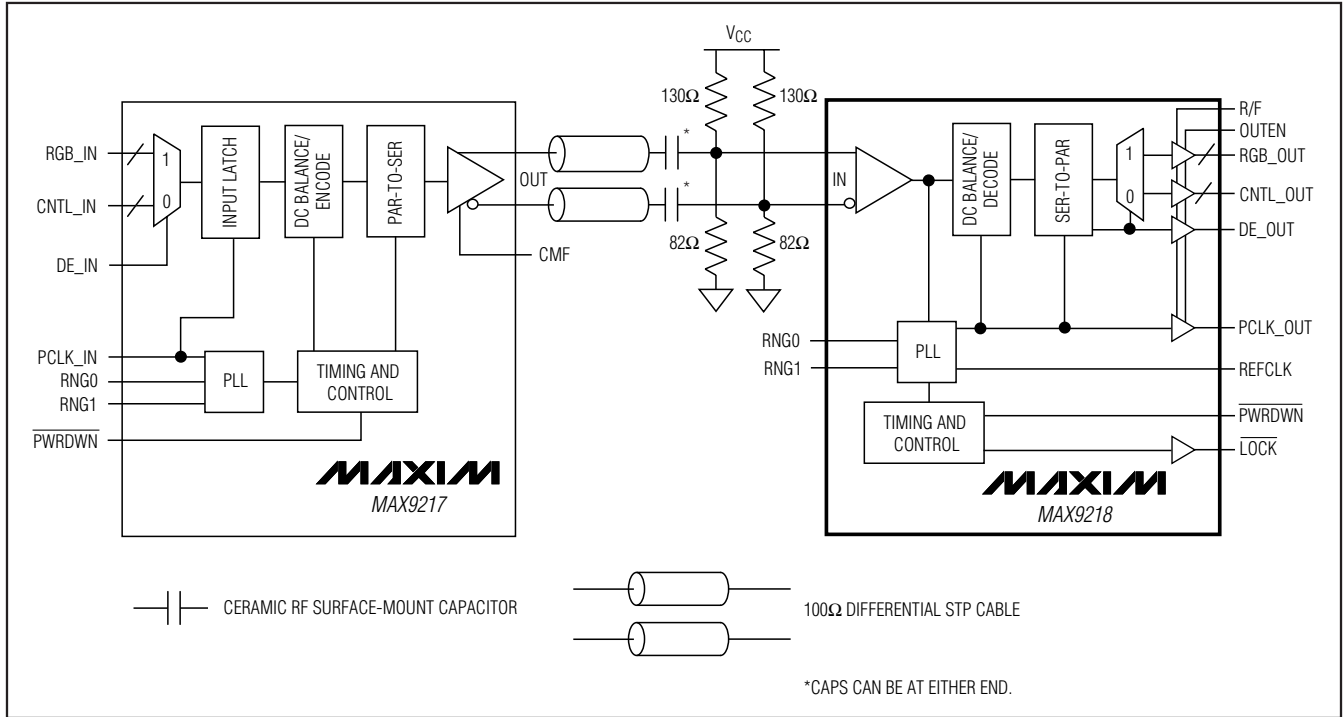 VCC
130Ω
130Ω
*
*
82Ω
82Ω
RGB_IN
CNTL_IN
DE_IN
PCLK_IN
RNG0
RNG1
PWRDWN
1
0
INPUT LATCH
DC BALANCE/
ENCODE
PAR-TO-SER
OUT
CMF
PLL
TIMING AND
CONTROL
MAXIM
MAX9217
IN
DC BALANCE/
DECODE
SER-TO-PAR
1
0
R/F
OUTEN
RGB_OUT
CNTL_OUT
DE_OUT
PCLK_OUT
REFCLK
PWRDWN
LOCK
RNG0
RNG1
PLL
TIMING AND
CONTROL
MAXIM
MAX9218
CERAMIC RF SURFACE-MOUNT CAPACITOR
100Ω DIFFERENTIAL STP CABLE
*CAPS CAN BE AT EITHER END.